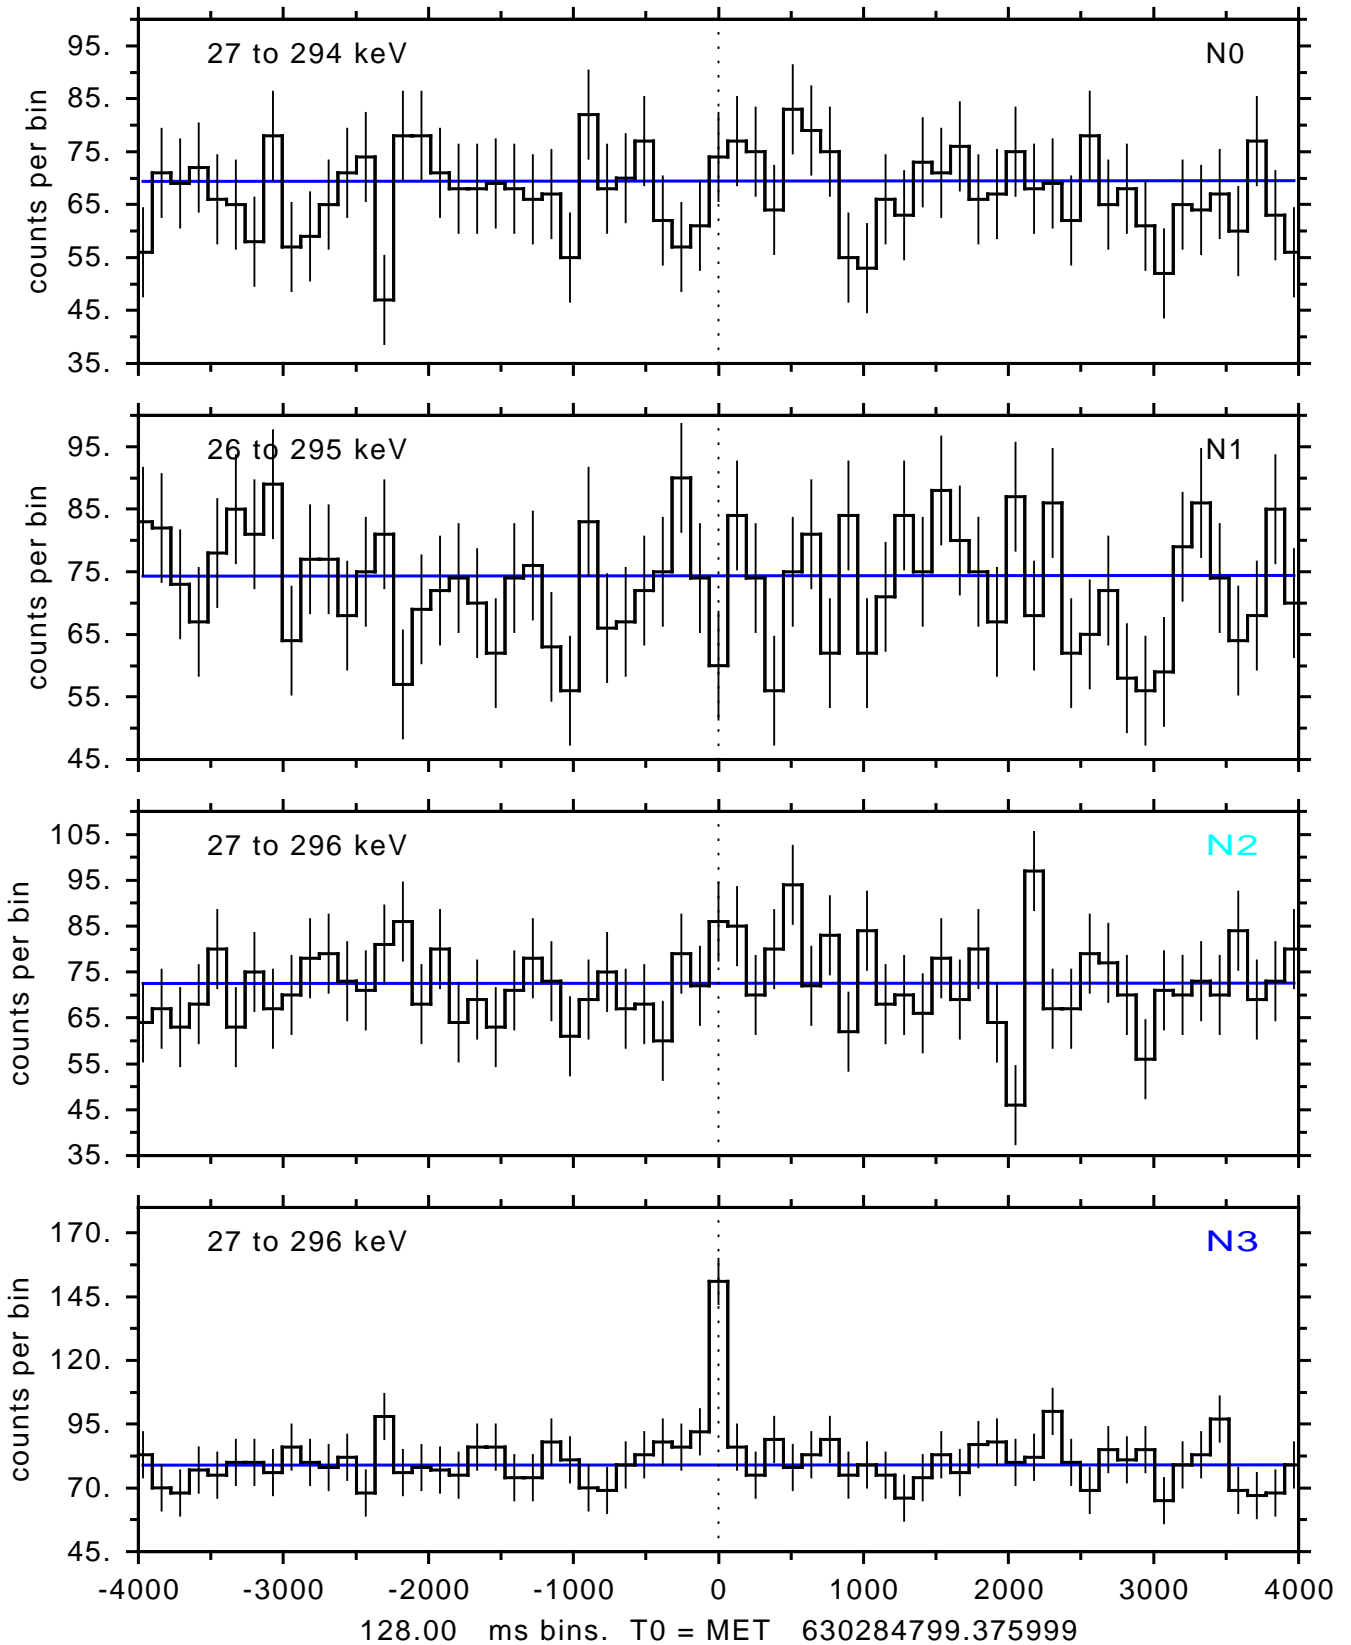 27 to 294 keV N0
95.
85.
75.
65.
55.
45.
35.
counts per bin
26 to 295 keV N1
95.
85.
75.
65.
55.
45.
counts per bin
27 to 296 keV N2
105.
95.
85.
75.
65.
55.
45.
35.
counts per bin
27 to 296 keV N3
170.
145.
120.
95.
70.
45.
counts per bin
-4000 -3000 -2000 -1000 0 1000 2000 3000 4000
128.00 ms bins. T0 = MET 630284799.375999